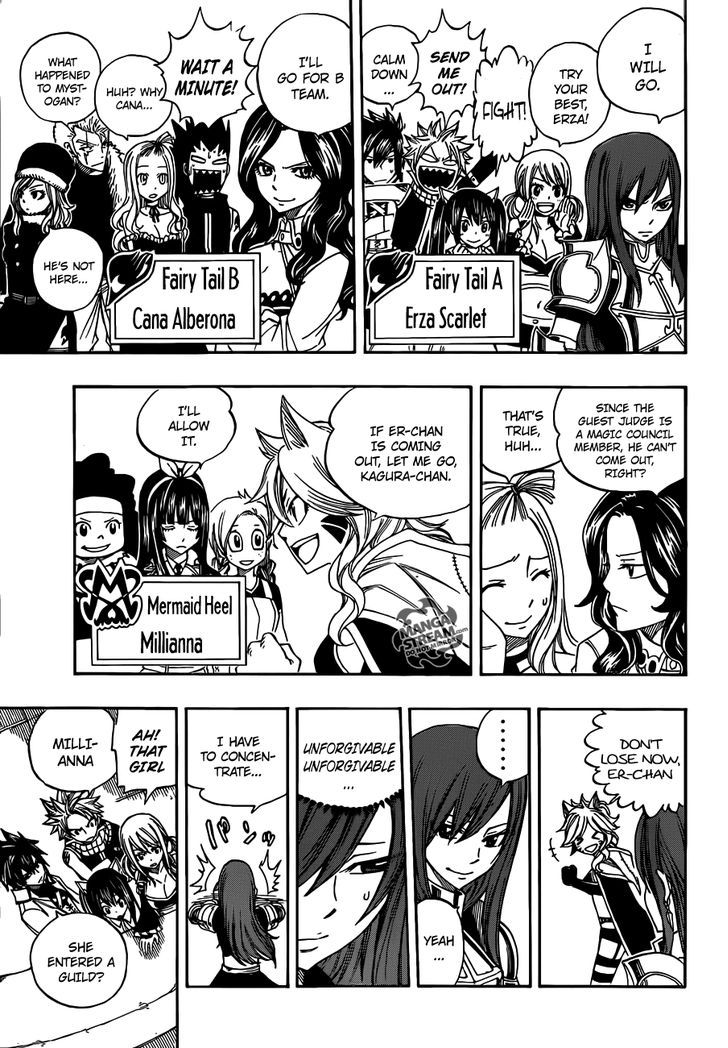 I
WILL
GO.
TRY
YOUR
BEST,
ERZA!
FIGHT!
SEND
ME
OUT!
CALM
DOWN
...
Fairy Tail A
Erza Scarlet
I'LL
GO FOR B
TEAM.
WAIT A
MINUTE!
HUH? WHY
CANA...
WHAT
HAPPENED
TO MYST-
OGAN?
HE'S NOT
HERE...
Fairy Tail B
Cana Alberona
SINCE THE
GUEST JUDGE IS
A MAGIC COUNCIL
MEMBER, HE CAN'T
COME OUT,
RIGHT?
THAT'S
TRUE,
HUH...
IF ER-CHAN
IS COMING
OUT, LET ME GO,
KAGURA-CHAN.
I'LL
ALLOW
IT.
Mermaid Heel
Millianna
MANGA
STREAM.com
DON'T
LOSE NOW,
ER-CHAN
......
YEAH ...
UNFORGIVABLE
UNFORGIVABLE
...
I HAVE
TO CONCEN-
TRATE...
AH!
THAT
GIRL
MILLI-
ANNA
SHE
ENTERED A
GUILD?